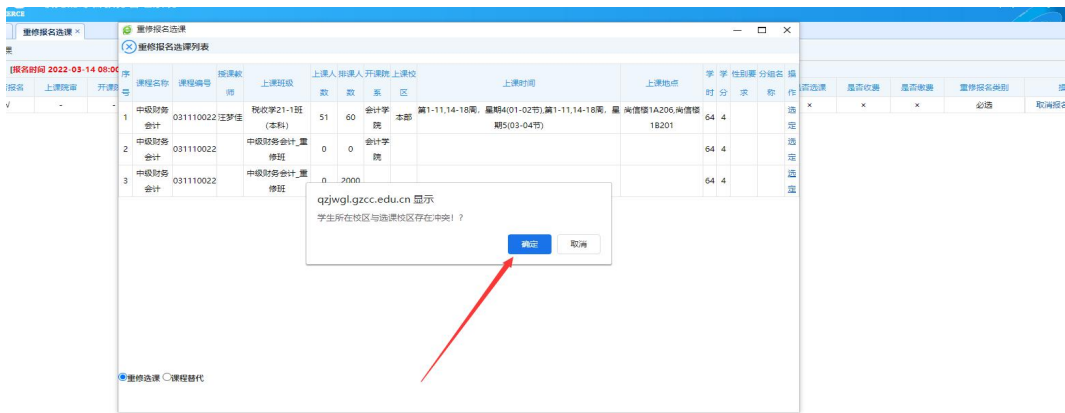 ERCE
重修报名选课 ×
重修报名选课
重修报名选课列表
[报名时间 2022-03-14 08:00
序号 课程名称 课程编号 授课教师 上课班级 上课人数 排课人数 开课院系 上课校区 上课时间 上课地点 学时 学分 性别要求 分组名称 操作
报名 上课院审 开课院
是否选课 是否收费 是否缴费 重修报名类别
√ - -
1 中级财务会计 031110022 汪梦佳 税收学21-1班(本科) 51 60 会计学院 本部 第1-11,14-18周, 星期4(01-02节),第1-11,14-18周, 星期5(03-04节) 尚信楼1A206,尚信楼1B201 64 4 选定
× × × 必选 取消报名
2 中级财务会计 031110022 中级财务会计_重修班 0 0 会计学院 64 4 选定
3 中级财务会计 031110022 中级财务会计_重修班 0 2000 64 4 选定
qzjwgl.gzcc.edu.cn 显示
学生所在校区与选课校区存在冲突！?
确定 取消
重修选课 课程替代